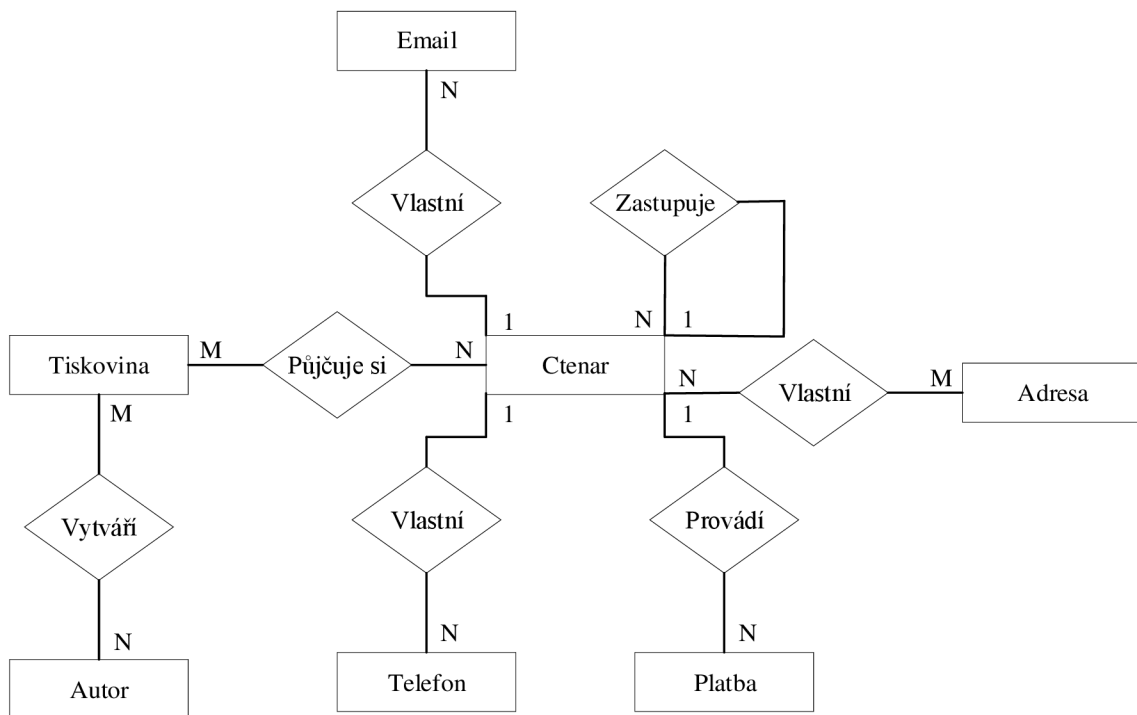 Email
N
Vlastní
Zastupuje
1
N
1
Tiskovina
M
Půjčuje si
N
Ctenar
N
Vlastní
M
Adresa
M
1
1
Vytváří
Vlastní
Provádí
N
N
N
Autor
Telefon
Platba